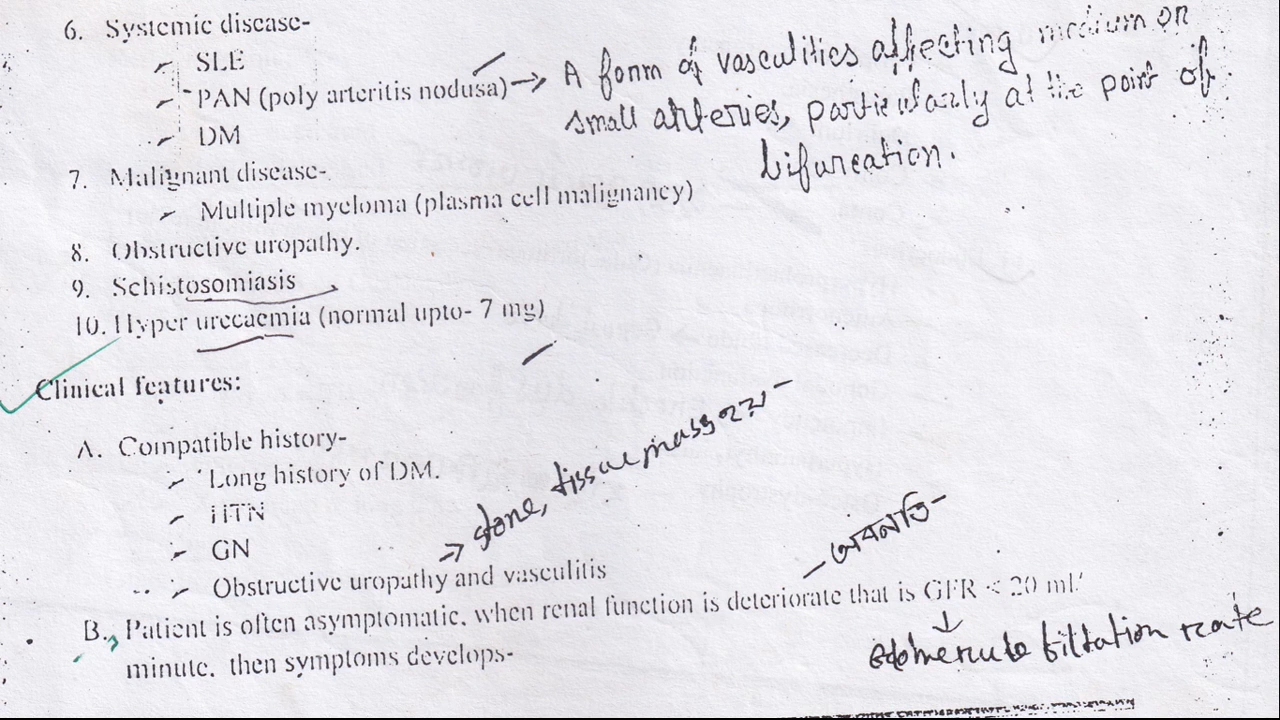 6. Systemic disease-
- SLE
- PAN (poly arteritis nodusa) → A form of vasculities affecting medium or
small arteries, particularly at the point of
bifurcation.
- DM
7. Malignant disease-
- Multiple myeloma (plasma cell malignancy)
8. Obstructive uropathy.
9. Schistosomiasis
10. Hyper urecaemia (normal upto- 7 mg)
Clinical features:
A. Compatible history-
- Long history of DM.
- HTN
- GN
→ stone, tissue mass হয় -
- Obstructive uropathy and vasculitis
- অবনতি -
B. Patient is often asymptomatic, when renal function is deteriorate that is GFR < 20 ml/
minute, then symptoms develops-
↓
filtation rate